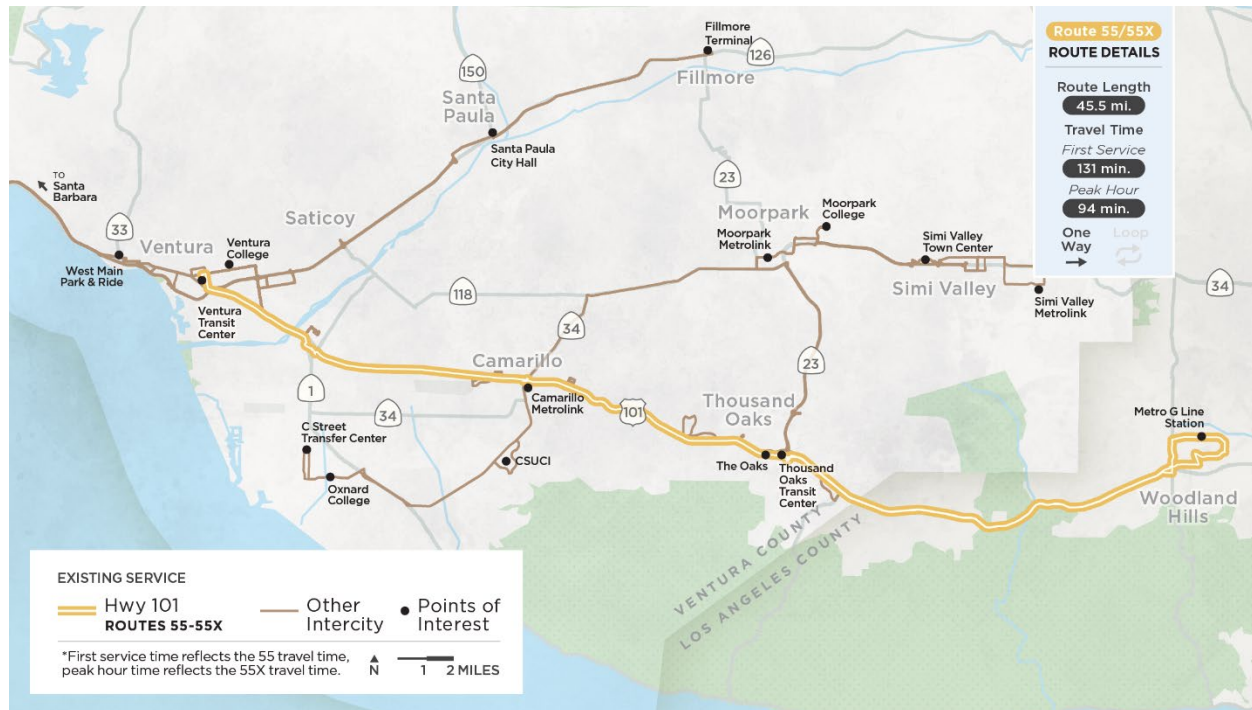 Route 55/55X
ROUTE DETAILS
Route Length
45.5 mi.
Travel Time
First Service
131 min.
Peak Hour
94 min.
One
Way
Loop
Fillmore
Terminal
126
Fillmore
150
Santa
Paula
Santa Paula
City Hall
TO
Santa
Barbara
33
Ventura
Ventura
College
Saticoy
West Main
Park & Ride
Ventura
Transit
Center
23
Moorpark
Moorpark
College
Moorpark
Metrolink
Simi Valley
Town Center
Simi Valley
Simi Valley
Metrolink
34
118
34
Camarillo
Camarillo
Metrolink
23
1
34
101
Thousand
Oaks
C Street
Transfer Center
Oxnard
College
CSUCI
The Oaks
Thousand
Oaks
Transit
Center
Metro G Line
Station
Woodland
Hills
VENTURA COUNTY
LOS ANGELES COUNTY
EXISTING SERVICE
Hwy 101
ROUTES 55-55X
Other
Intercity
Points of
Interest
*First service time reflects the 55 travel time,
peak hour time reflects the 55X travel time.
N
1 2 MILES